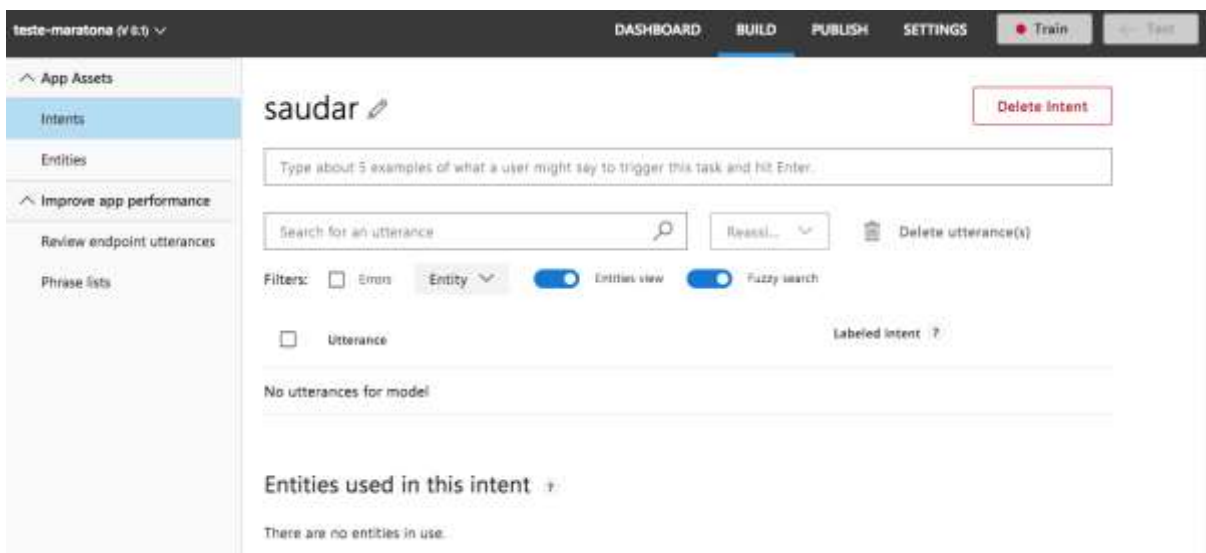 teste-maratona (V 0.1) DASHBOARD BUILD PUBLISH SETTINGS Train Test
App Assets
Intents
Entities
Improve app performance
Review endpoint utterances
Phrase lists
saudar
Delete Intent
Type about 5 examples of what a user might say to trigger this task and hit Enter.
Search for an utterance Reassi... Delete utterance(s)
Filters: Errors Entity Entities view Fuzzy search
Utterance Labeled intent ?
No utterances for model
Entities used in this intent ?
There are no entities in use.